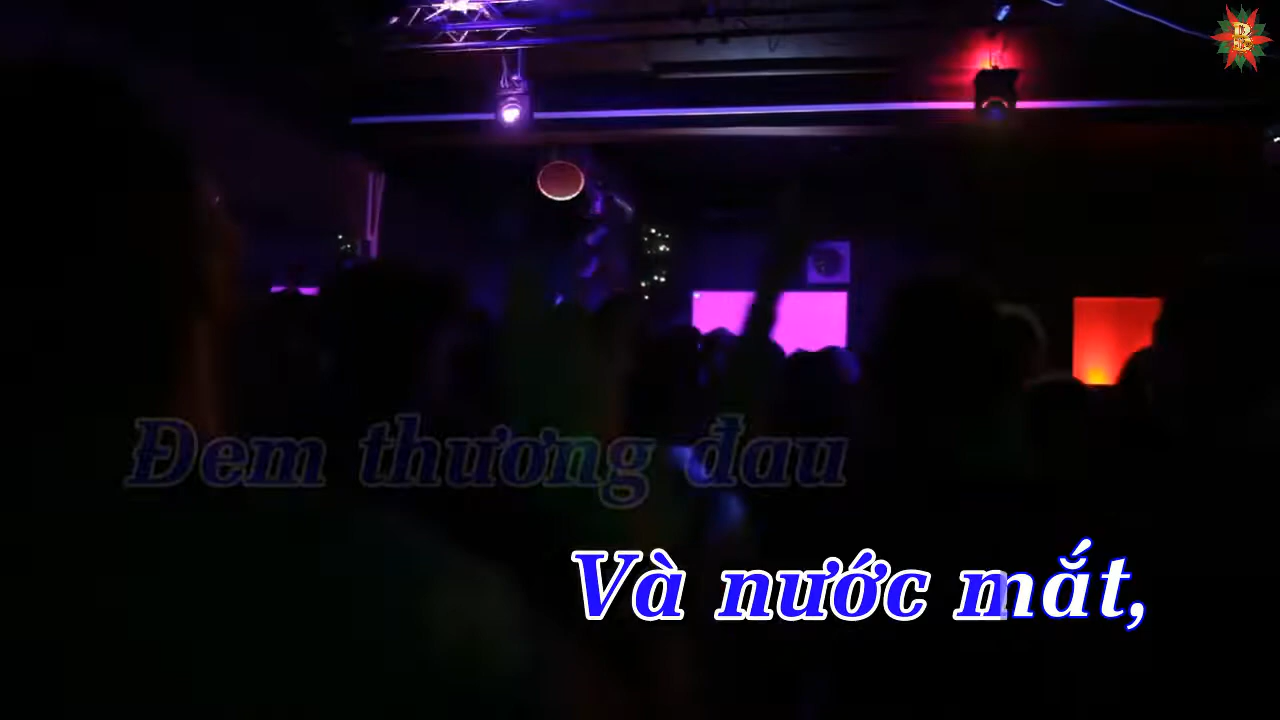 B
Đem thương đau
Và nước mắt,